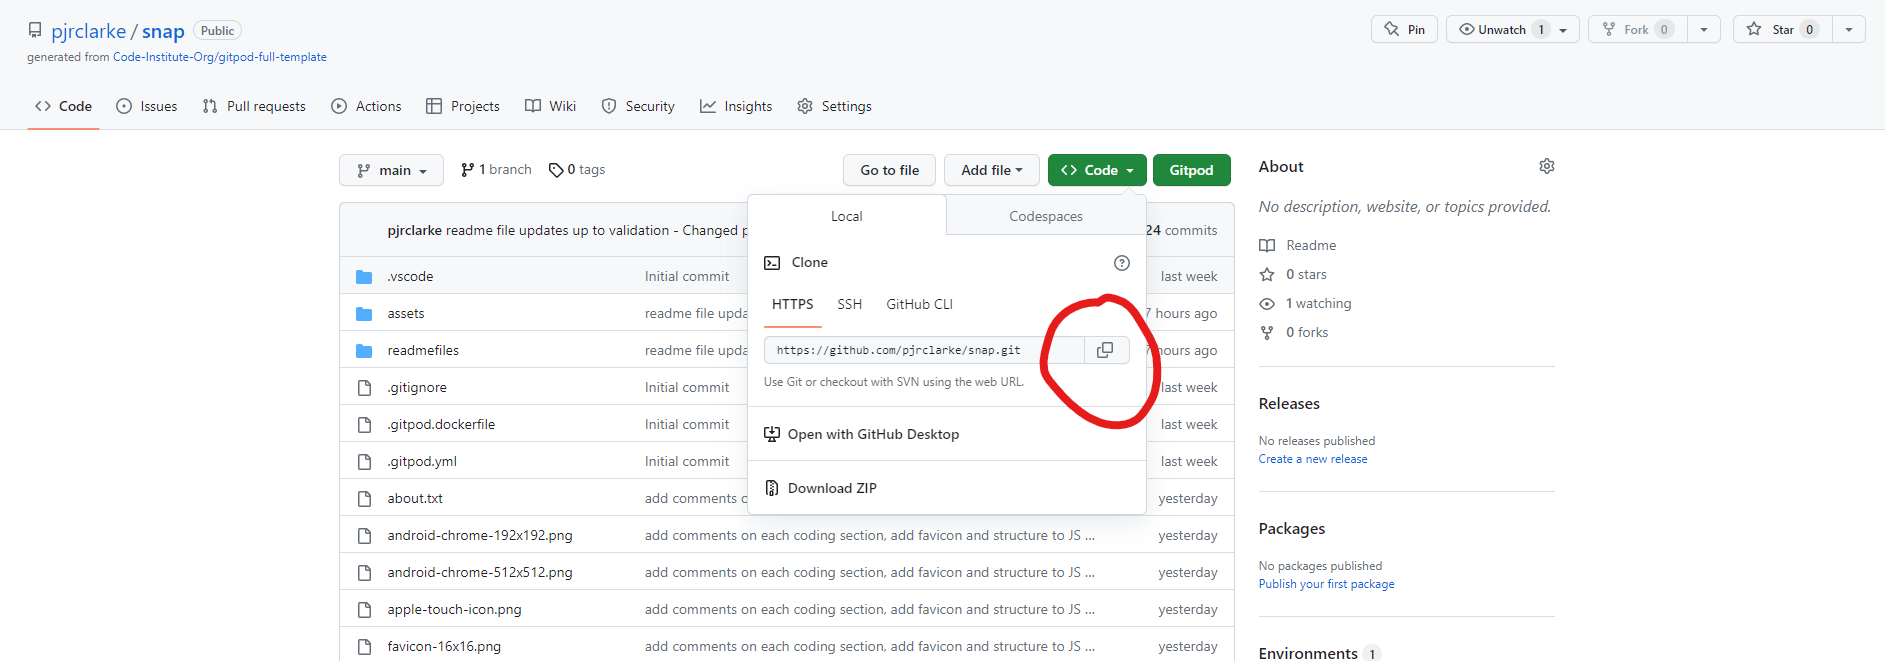 pjrclarke / snap Public
Pin Unwatch 1 Fork 0 Star 0
generated from Code-Institute-Org/gitpod-full-template
Code Issues Pull requests Actions Projects Wiki Security Insights Settings
main 1 branch 0 tags Go to file Add file Code Gitpod
pjrclarke readme file updates up to validation - Changed
24 commits
.vscode Initial commit last week
assets readme file 7 hours ago
readmefiles readme file hours ago
.gitignore Initial commit last week
.gitpod.dockerfile Initial commit last week
.gitpod.yml Initial commit last week
about.txt add comments yesterday
android-chrome-192x192.png add comments on each coding section, add favicon and structure to JS ... yesterday
android-chrome-512x512.png add comments on each coding section, add favicon and structure to JS ... yesterday
apple-touch-icon.png add comments on each coding section, add favicon and structure to JS ... yesterday
favicon-16x16.png add comments on each coding section, add favicon and structure to JS ... yesterday
Local Codespaces
Clone
HTTPS SSH GitHub CLI
https://github.com/pjrclarke/snap.git
Use Git or checkout with SVN using the web URL.
Open with GitHub Desktop
Download ZIP
About
No description, website, or topics provided.
Readme
0 stars
1 watching
0 forks
Releases
No releases published
Create a new release
Packages
No packages published
Publish your first package
Environments 1